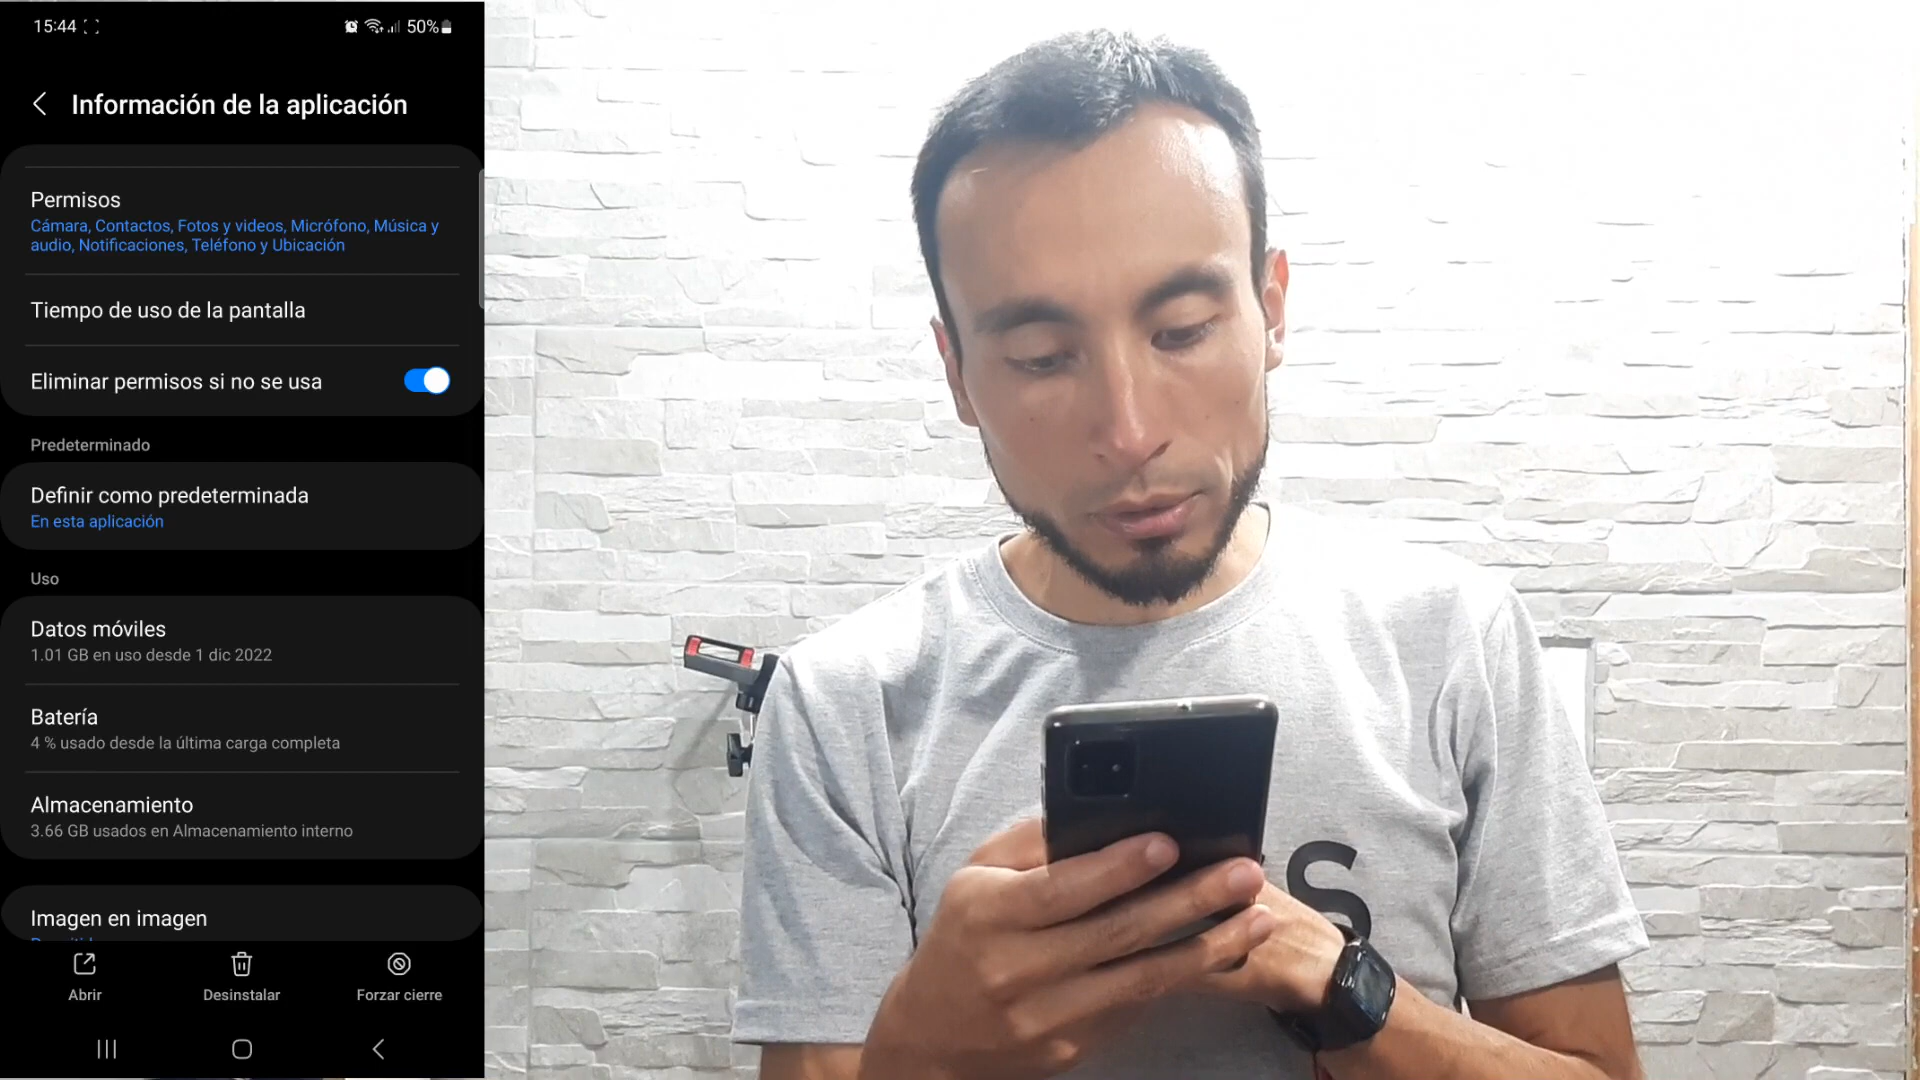 15:44
50%
Información de la aplicación
Permisos
Cámara, Contactos, Fotos y videos, Micrófono, Música y
audio, Notificaciones, Teléfono y Ubicación
Tiempo de uso de la pantalla
Eliminar permisos si no se usa
Predeterminado
Definir como predeterminada
En esta aplicación
Uso
Datos móviles
1.01 GB en uso desde 1 dic 2022
Batería
4 % usado desde la última carga completa
Almacenamiento
3.66 GB usados en Almacenamiento interno
Imagen en imagen
Abrir
Desinstalar
Forzar cierre
S